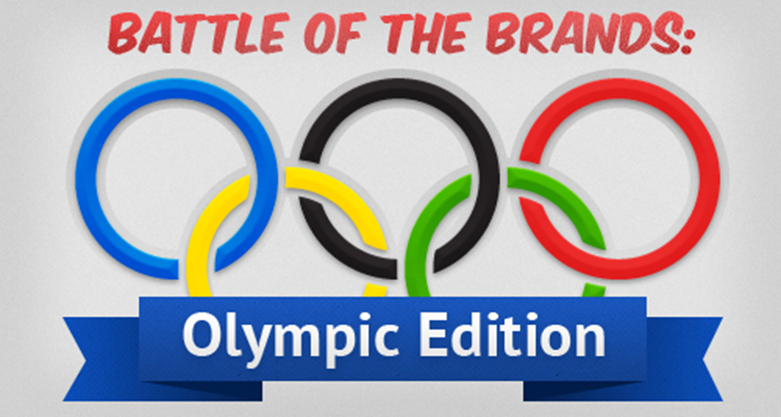 BATTLE OF THE BRANDS:
Olympic Edition